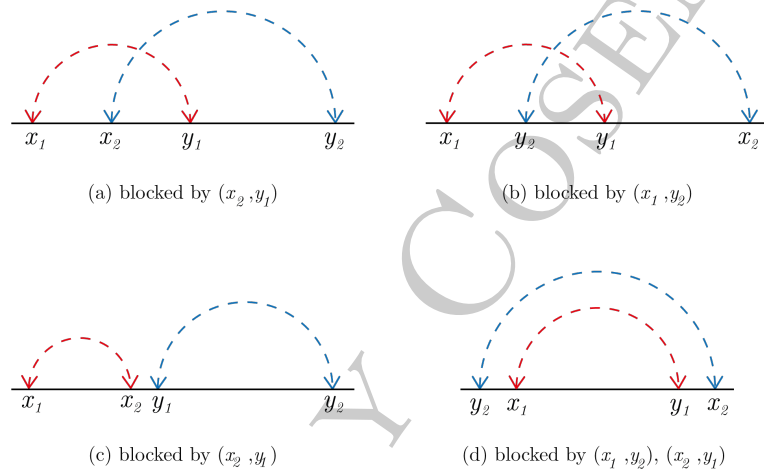 x₁ x₂ y₁ y₂
x₁ y₂ y₁ x₂
(a) blocked by (x₂ ,y₁)
(b) blocked by (x₁ ,y₂)
x₁ x₂ y₁ y₂
y₂ x₁ y₁ x₂
(c) blocked by (x₂ ,y₁)
(d) blocked by (x₁ ,y₂), (x₂ ,y₁)
Y COSE